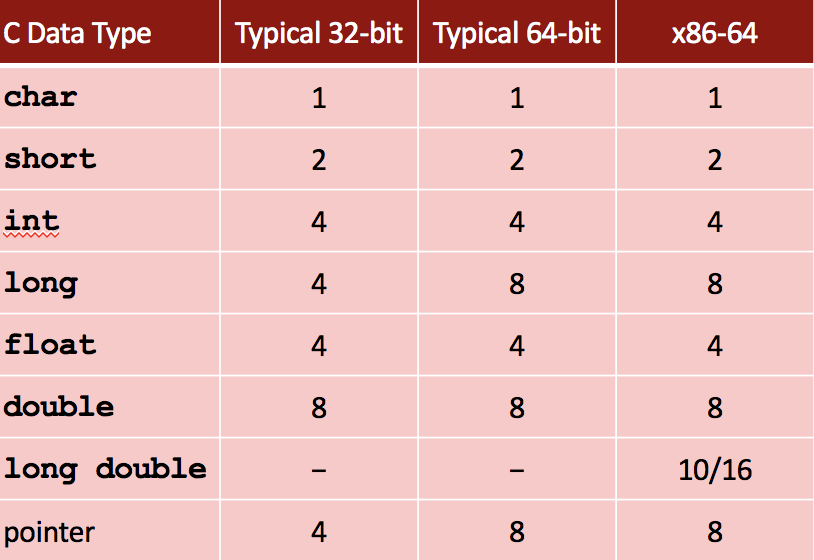 C Data Type Typical 32-bit Typical 64-bit x86-64
char 1 1 1
short 2 2 2
int 4 4 4
long 4 8 8
float 4 4 4
double 8 8 8
long double – – 10/16
pointer 4 8 8